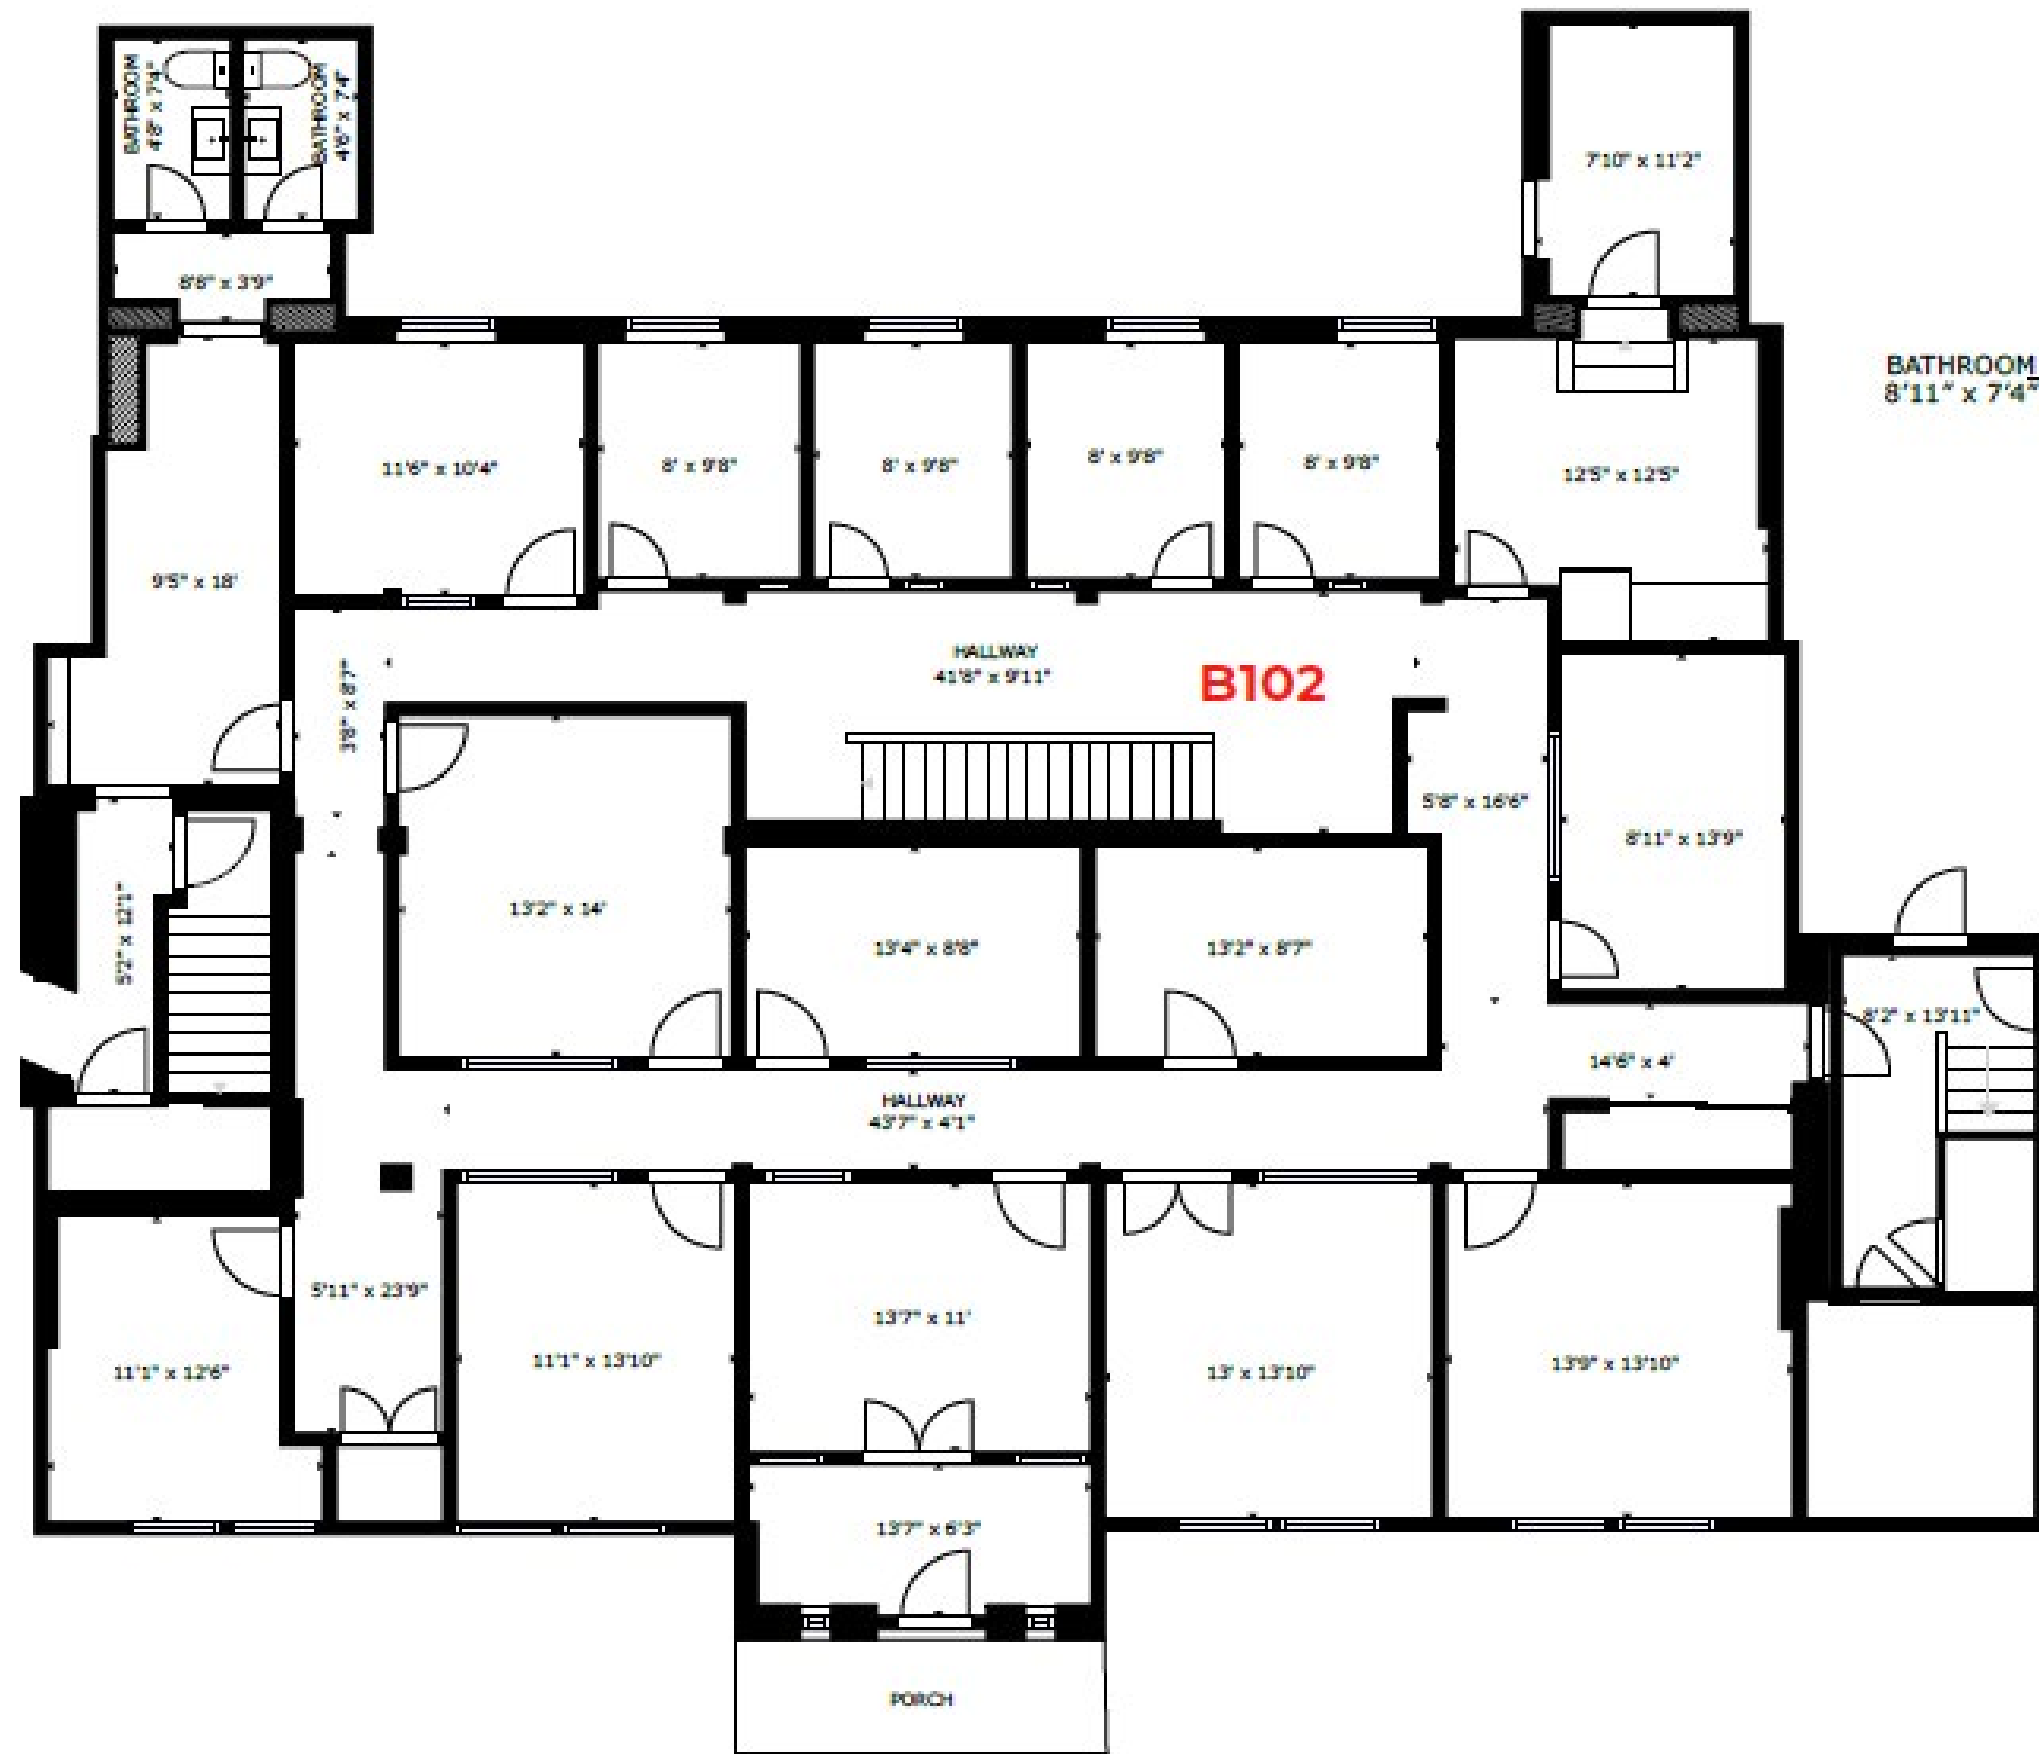 BATHROOM
4'8" x 7'4"
BATHROOM
4'6" x 7'4"
7'10" x 11'2"
8'8" x 3'9"
BATHROOM
8'11" x 7'4"
11'6" x 10'4"
8' x 9'8"
8' x 9'8"
8' x 9'8"
8' x 9'8"
12'5" x 12'5"
9'5" x 18'
HALLWAY
41'8" x 9'11"
B102
3'8" x 8'7"
5'8" x 16'6"
8'11" x 13'9"
13'2" x 14'
5'2" x 12'1"
13'4" x 8'8"
13'2" x 8'7"
8'2" x 13'11"
14'6" x 4'
HALLWAY
43'7" x 4'1"
5'11" x 23'9"
13'7" x 11'
11'1" x 12'6"
11'1" x 13'10"
13' x 13'10"
13'9" x 13'10"
13'7" x 6'3"
PORCH